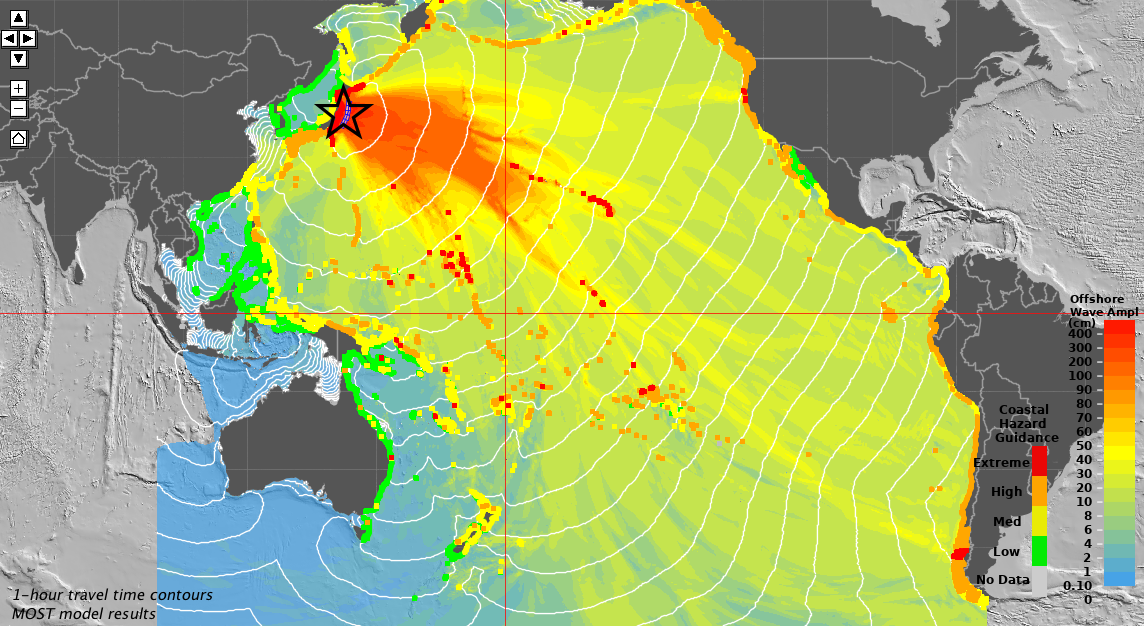 Offshore
Wave Ampl
(cm)
400
300
200
100
90
80
70
60
50
40
30
20
10
8
6
4
2
1
0.10
0
Coastal
Hazard
Guidance
Extreme
High
Med
Low
No Data
1-hour travel time contours
MOST model results